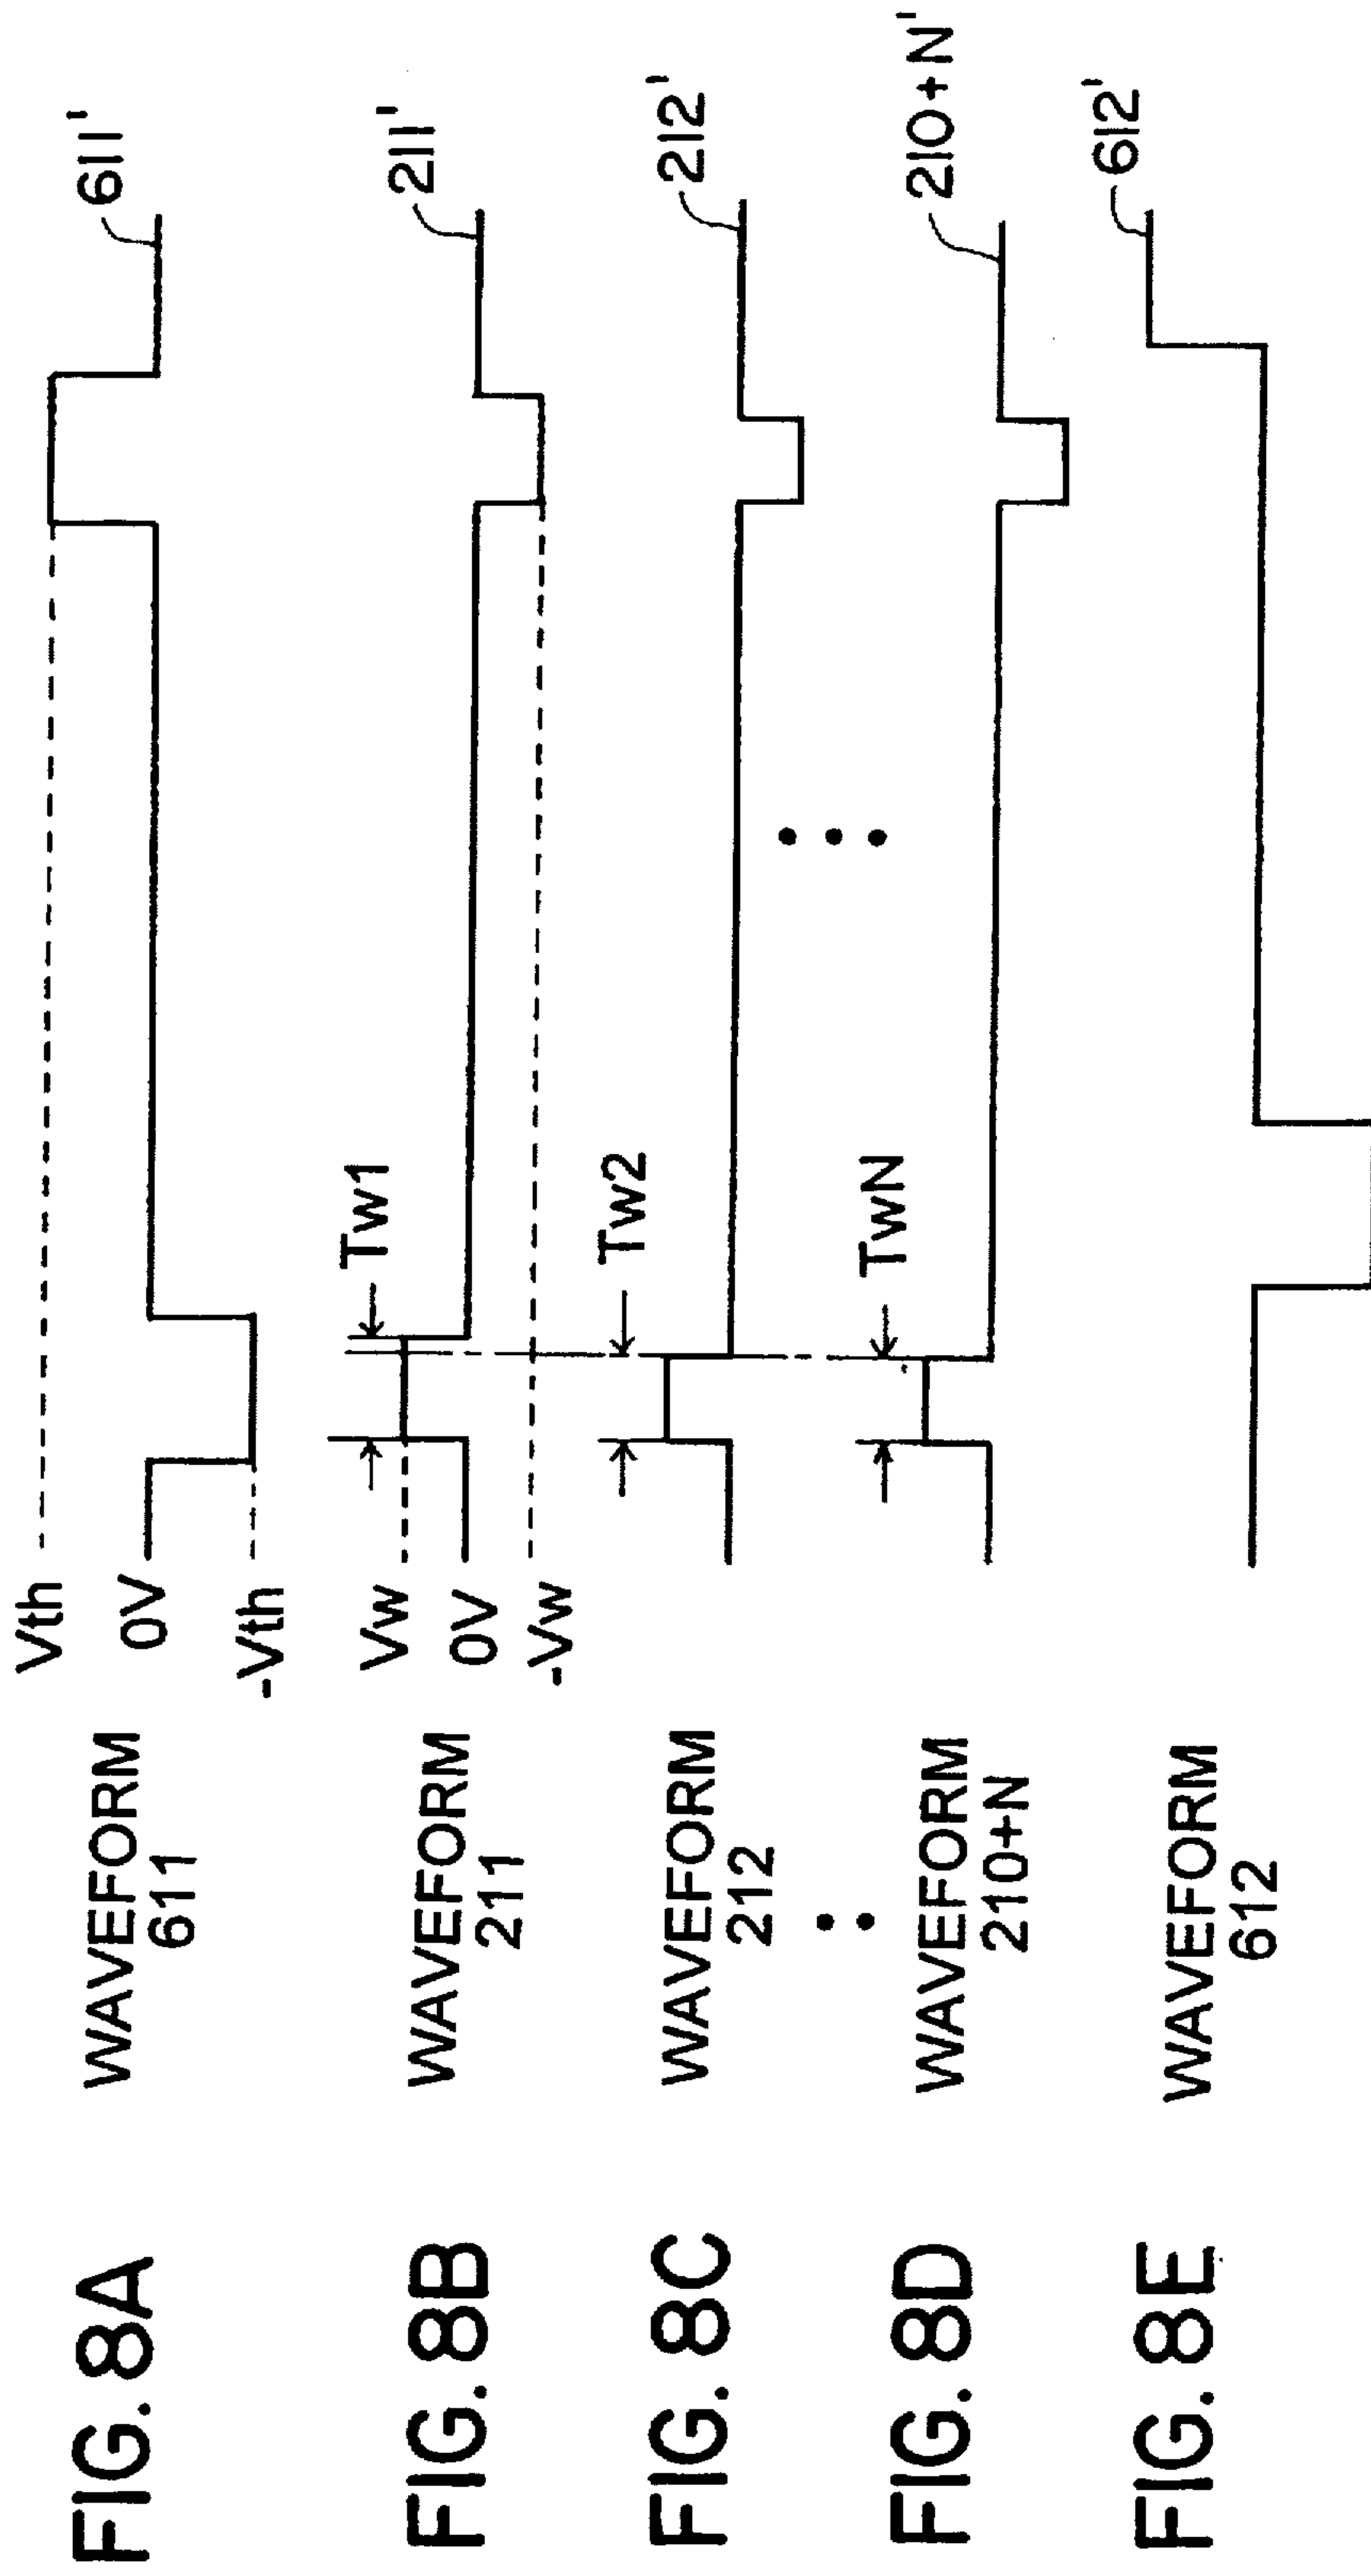 FIG. 8A
WAVEFORM
611
Vth
0V
-Vth
611'
FIG. 8B
WAVEFORM
211
Vw
0V
-Vw
Tw1
211'
FIG. 8C
WAVEFORM
212
Tw2
212'
FIG. 8D
WAVEFORM
210+N
TwN
210+N'
FIG. 8E
WAVEFORM
612
612'